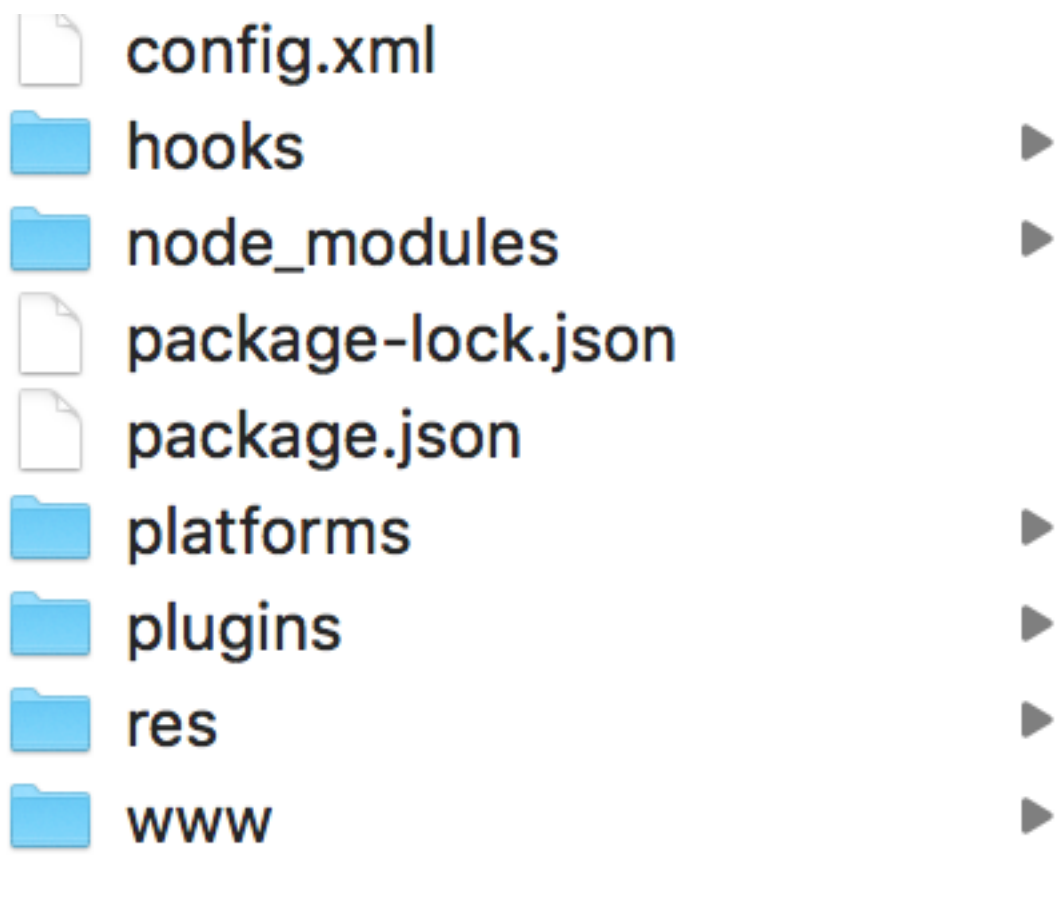 config.xml
hooks
node_modules
package-lock.json
package.json
platforms
plugins
res
www